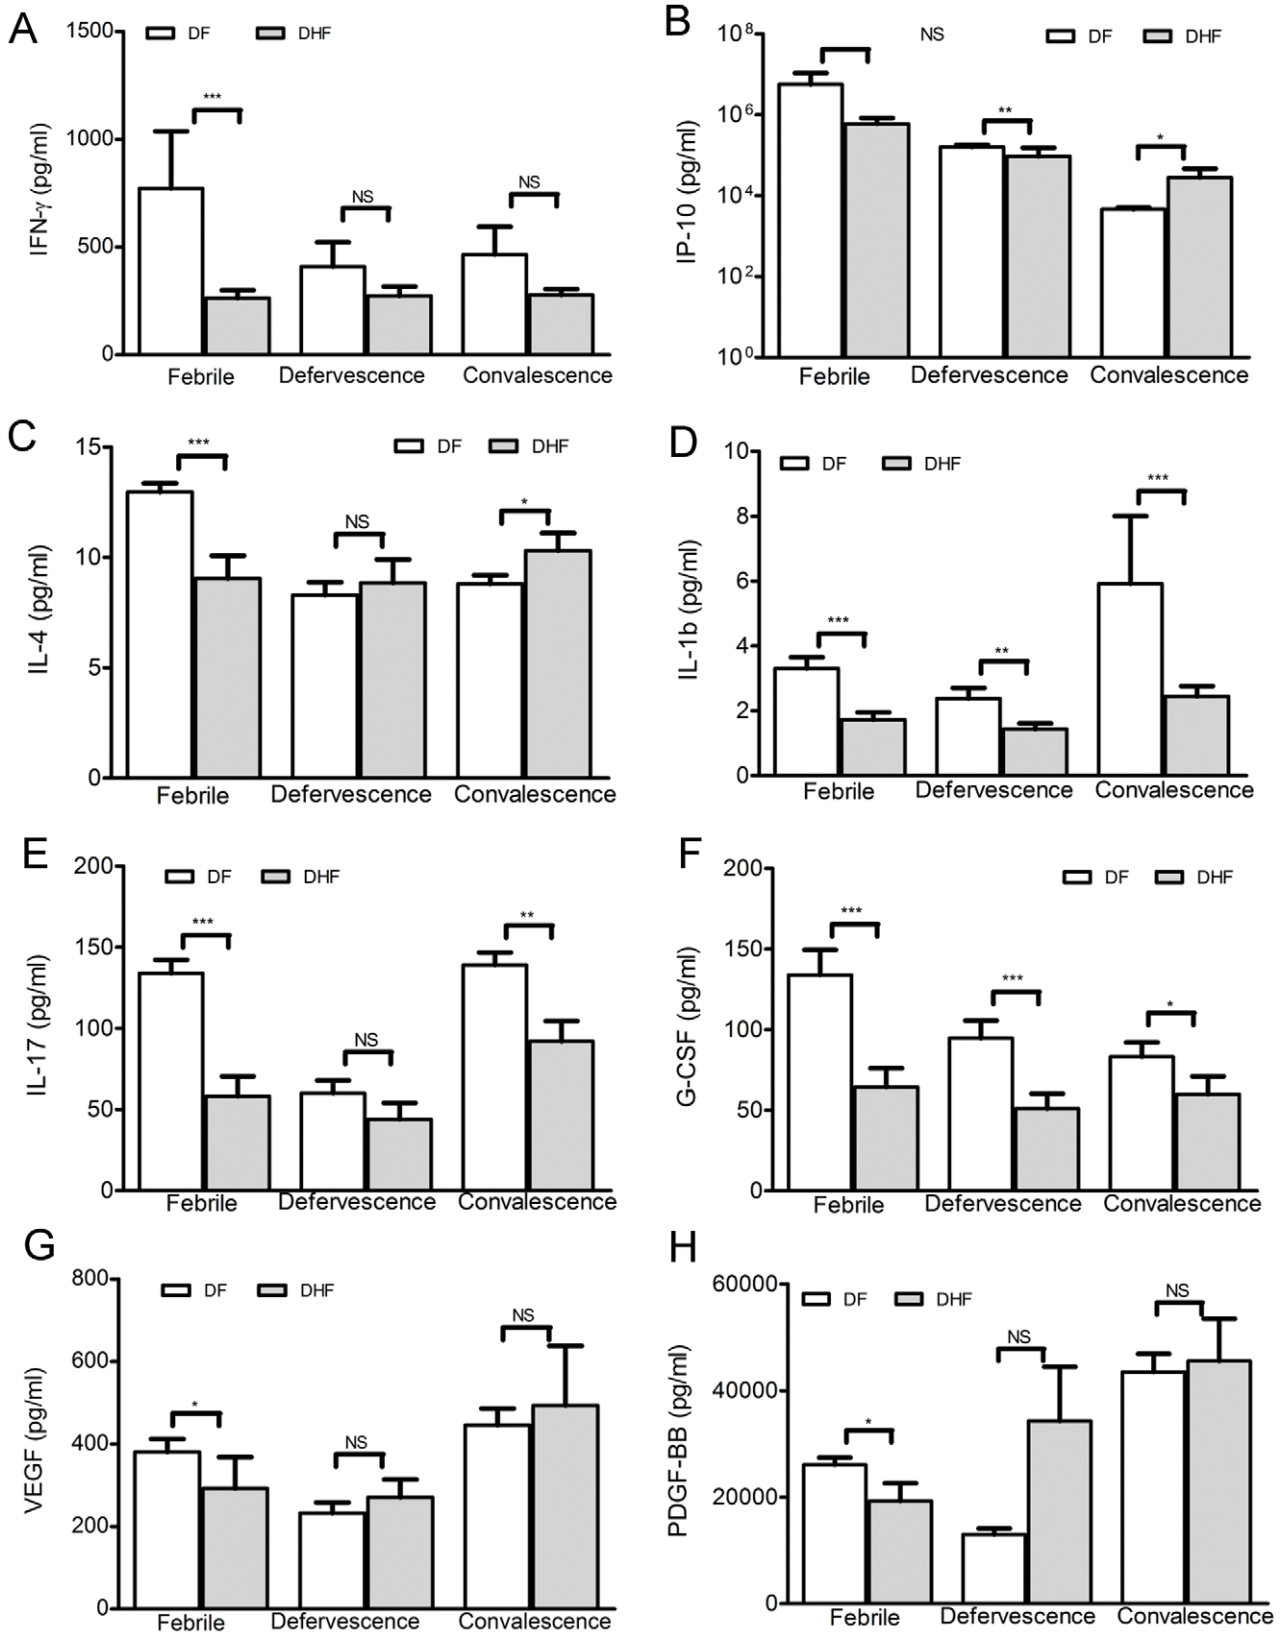 A
IFN-γ (pg/ml)
1500
1000
500
0
DF DHF
***
NS
NS
Febrile Defervescence Convalescence
B
IP-10 (pg/ml)
10⁸
10⁶
10⁴
10²
10⁰
NS
DF DHF
**
*
Febrile Defervescence Convalescence
C
IL-4 (pg/ml)
15
10
5
0
DF DHF
***
NS
*
Febrile Defervescence Convalescence
D
IL-1b (pg/ml)
10
8
6
4
2
0
DF DHF
***
**
***
Febrile Defervescence Convalescence
E
IL-17 (pg/ml)
200
150
100
50
0
DF DHF
***
NS
**
Febrile Defervescence Convalescence
F
G-CSF (pg/ml)
200
150
100
50
0
DF DHF
***
***
*
Febrile Defervescence Convalescence
G
VEGF (pg/ml)
800
600
400
200
0
DF DHF
*
NS
NS
Febrile Defervescence Convalescence
H
PDGF-BB (pg/ml)
60000
40000
20000
0
DF DHF
*
NS
NS
Febrile Defervescence Convalescence